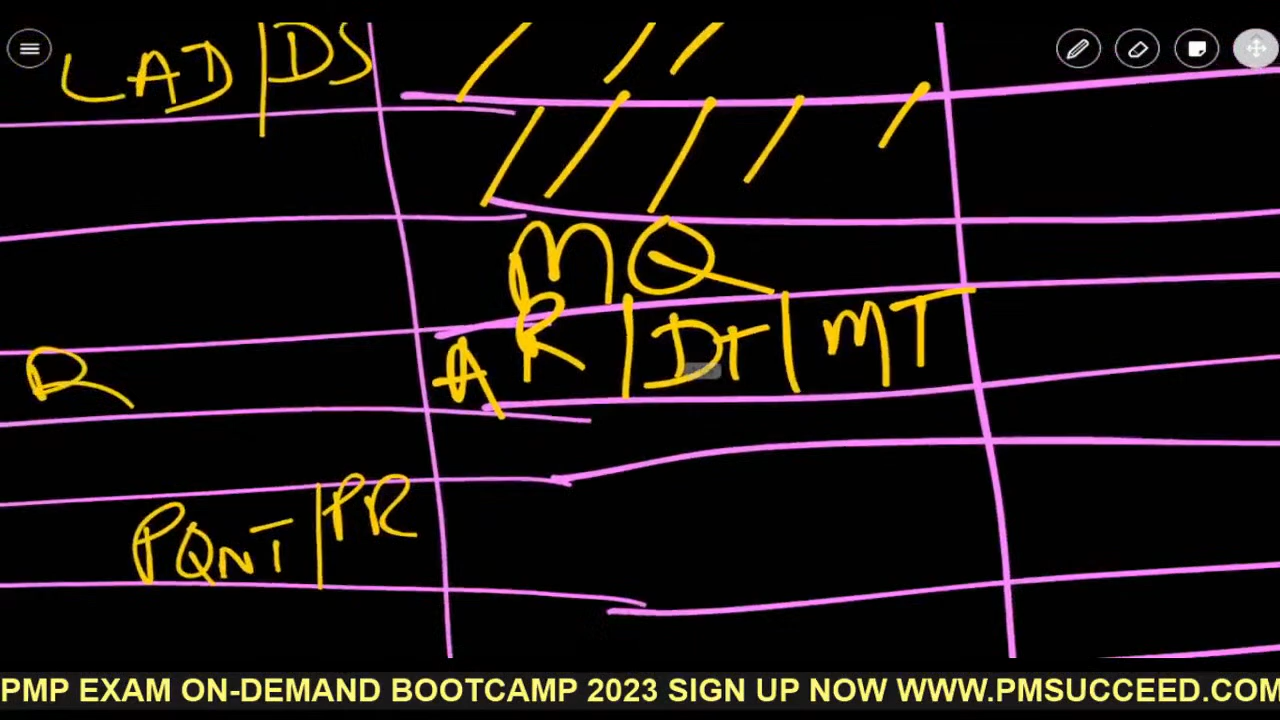 LAD | DS
MQ
AR | DT | MT
R
PQNT | PR
PMP EXAM ON-DEMAND BOOTCAMP 2023 SIGN UP NOW WWW.PMSUCCEED.COM